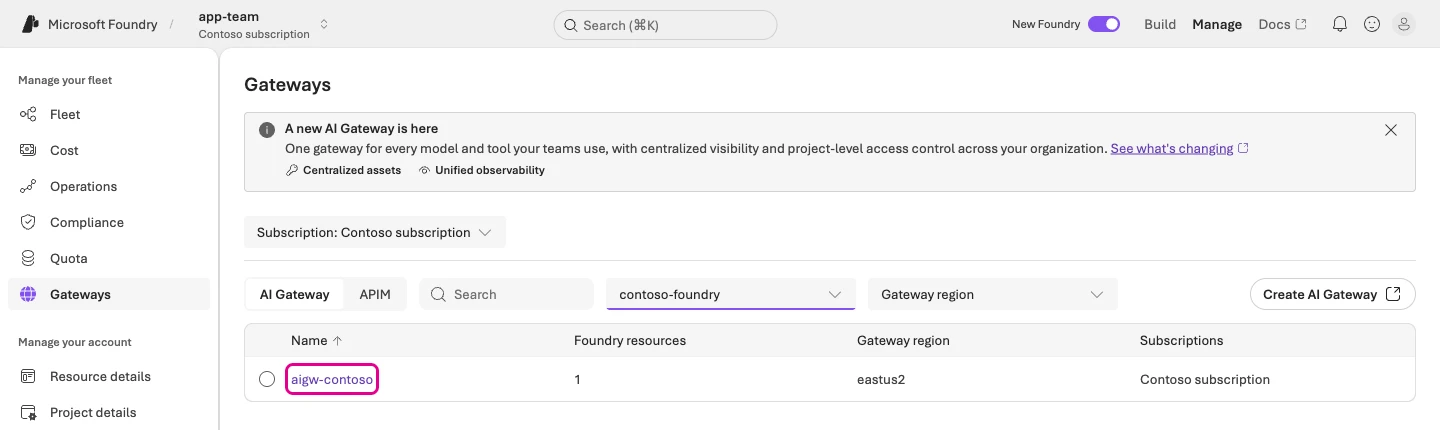 Microsoft Foundry / app-team
Contoso subscription
Search (⌘K)
New Foundry Build Manage Docs
Manage your fleet
Fleet
Cost
Operations
Compliance
Quota
Gateways
Manage your account
Resource details
Project details
Gateways
A new AI Gateway is here
One gateway for every model and tool your teams use, with centralized visibility and project-level access control across your organization. See what's changing
Centralized assets Unified observability
Subscription: Contoso subscription
AI Gateway APIM Search contoso-foundry Gateway region Create AI Gateway
Name ↑ Foundry resources Gateway region Subscriptions
aigw-contoso 1 eastus2 Contoso subscription